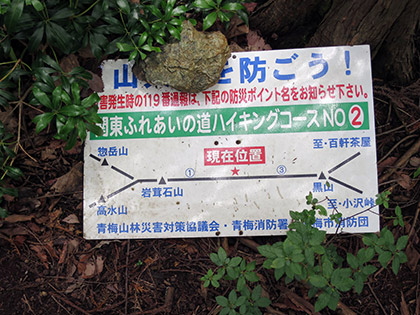 山 を防ごう！
害発生時の119番通報は、下記の防災ポイント名をお知らせ下さい。
関東ふれあいの道ハイキングコースNO②
惣岳山
現在位置
至・百軒茶屋
★
①
③
岩茸石山
黒山
高水山
至・小沢峠
青梅山林災害対策協議会・青梅消防署 梅市消防団